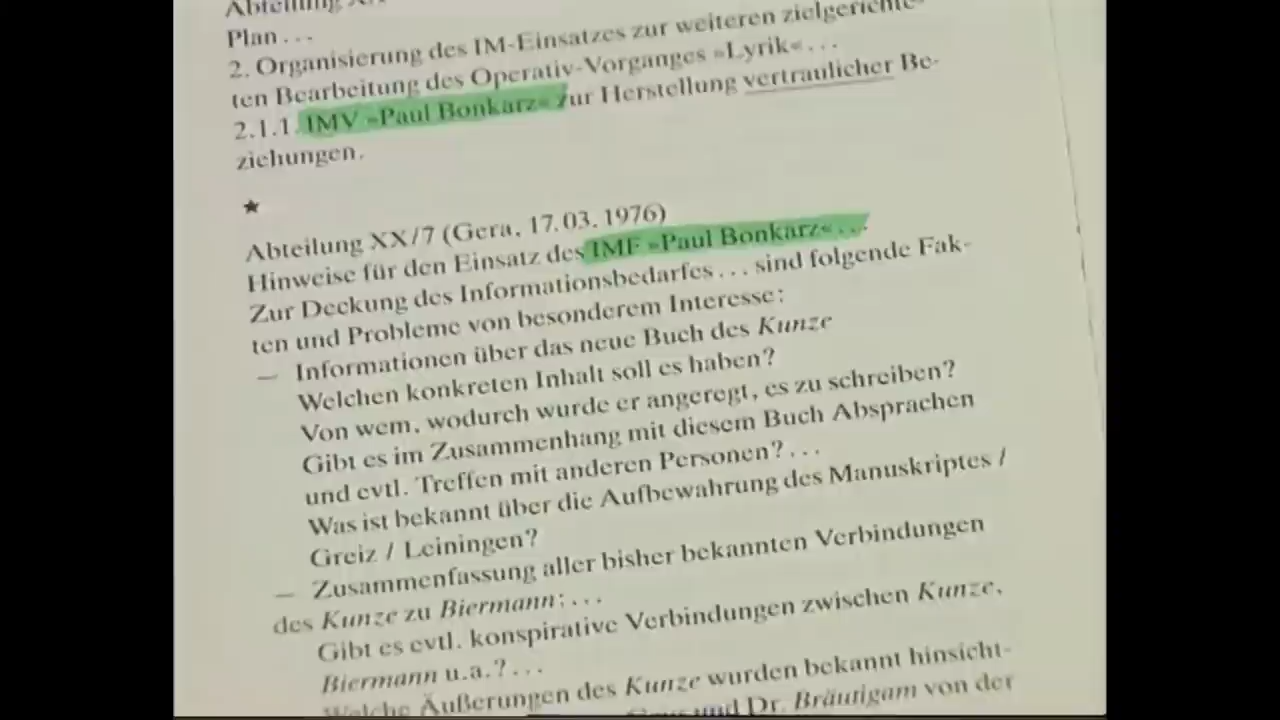 Abteilung
Plan . . .
2. Organisierung des IM-Einsatzes zur weiteren zielgerichte-
ten Bearbeitung des Operativ-Vorganges »Lyrik« . . .
2.1.1. IMV »Paul Bonkarz« zur Herstellung vertraulicher Be-
ziehungen.
★
Abteilung XX/7 (Gera, 17.03.1976)
Hinweise für den Einsatz des IMF »Paul Bonkarz« . . .
Zur Deckung des Informationsbedarfes . . . sind folgende Fak-
ten und Probleme von besonderem Interesse:
— Informationen über das neue Buch des Kunze
Welchen konkreten Inhalt soll es haben?
Von wem, wodurch wurde er angeregt, es zu schreiben?
Gibt es im Zusammenhang mit diesem Buch Absprachen
und evtl. Treffen mit anderen Personen? . . .
Was ist bekannt über die Aufbewahrung des Manuskriptes /
Greiz / Leiningen?
— Zusammenfassung aller bisher bekannten Verbindungen
des Kunze zu Biermann: . . .
Gibt es evtl. konspirative Verbindungen zwischen Kunze,
Biermann u.a.? . . .
Welche Äußerungen des Kunze wurden bekannt hinsicht-
und Dr. Bräutigam von der